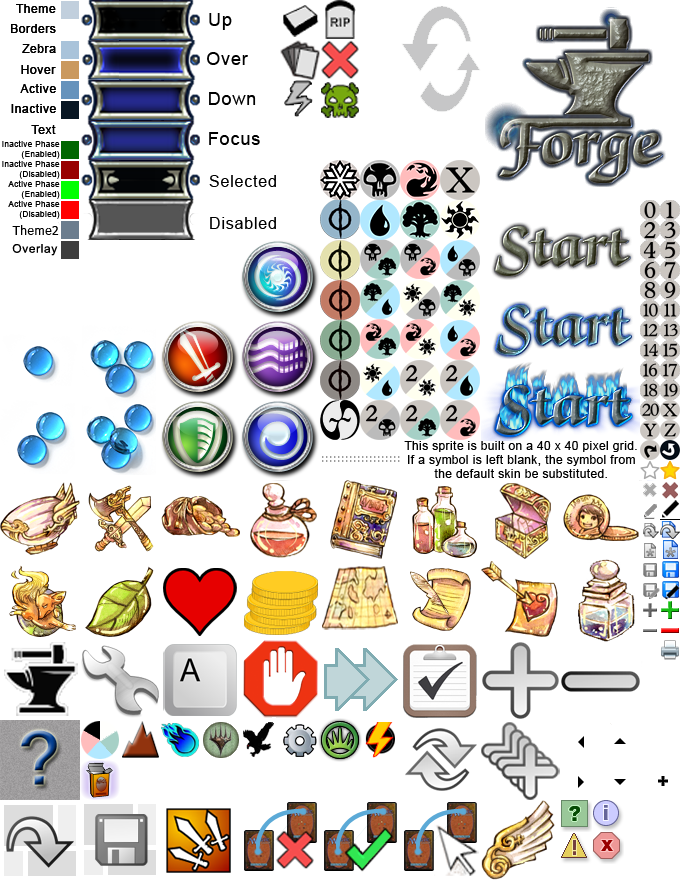 Theme
Borders
Zebra
Hover
Active
Inactive
Text
Inactive Phase
(Enabled)
Inactive Phase
(Disabled)
Active Phase
(Enabled)
Active Phase
(Disabled)
Theme2
Overlay
Up
Over
Down
Focus
Selected
Disabled
RIP
Forge
X
Start
Start
Start
0 1
2 3
4 5
6 7
8 9
10 11
12 13
14 15
16 17
18 19
20 X
Y Z
2 2
2 2 2
This sprite is built on a 40 x 40 pixel grid.
If a symbol is left blank, the symbol from
the default skin be substituted.
A
?
? i
! x